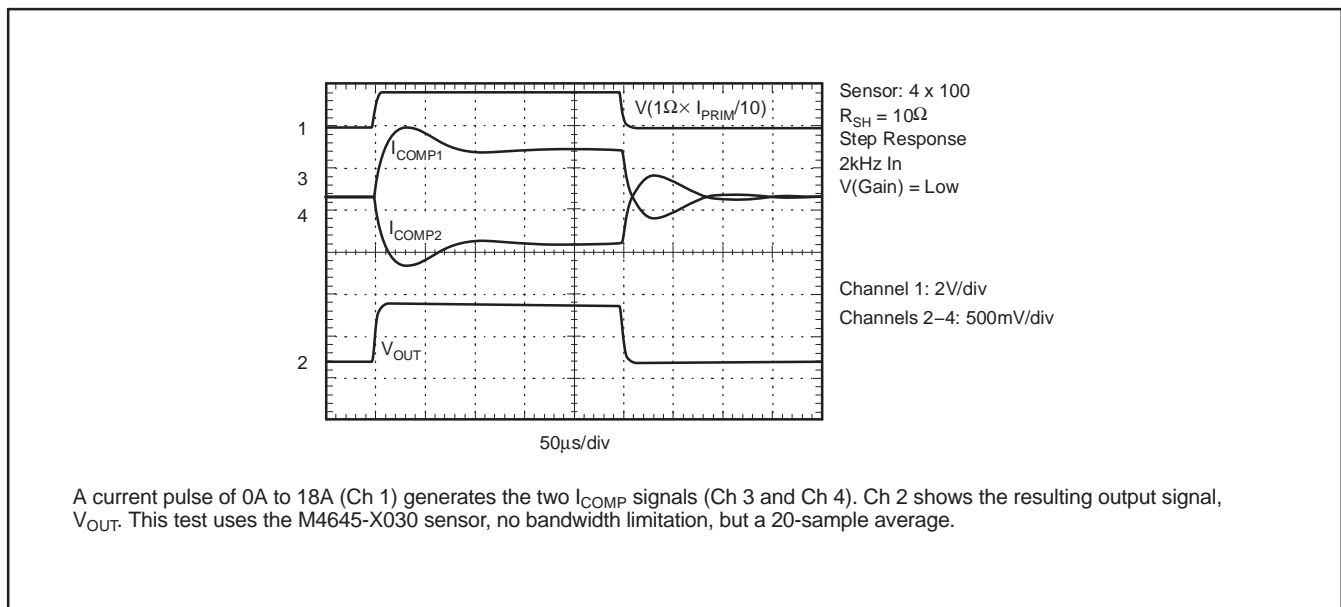 V(1Ω× I_PRIM/10)
1
I_COMP1
3
4
I_COMP2
V_OUT
2
50μs/div
Sensor: 4 x 100
R_SH = 10Ω
Step Response
2kHz In
V(Gain) = Low
Channel 1: 2V/div
Channels 2−4: 500mV/div
A current pulse of 0A to 18A (Ch 1) generates the two I_COMP signals (Ch 3 and Ch 4). Ch 2 shows the resulting output signal,
V_OUT. This test uses the M4645-X030 sensor, no bandwidth limitation, but a 20-sample average.